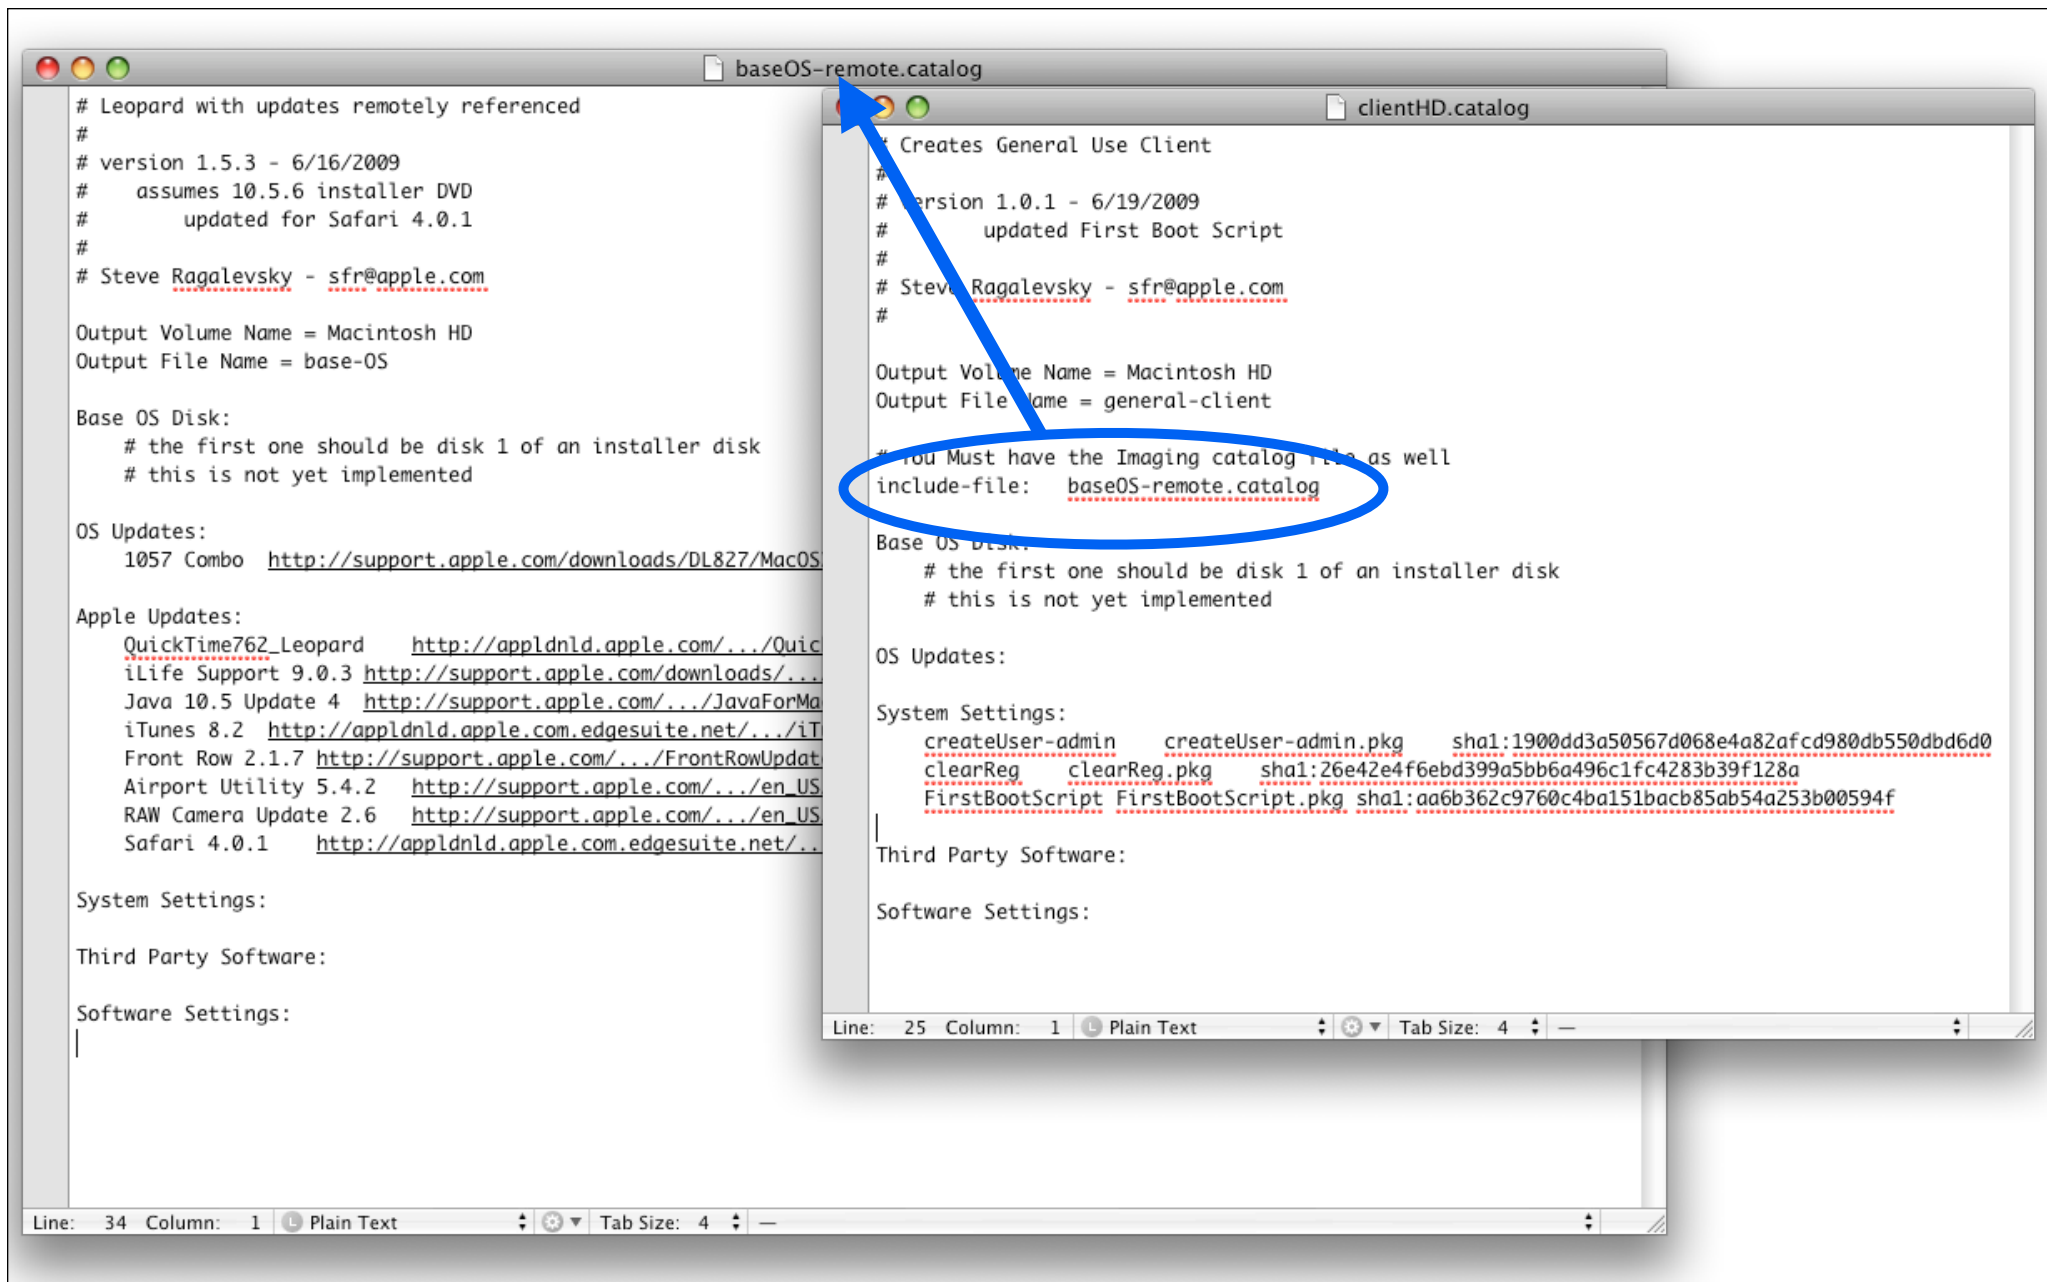 baseOS-remote.catalog
# Leopard with updates remotely referenced
#
# version 1.5.3 - 6/16/2009
#    assumes 10.5.6 installer DVD
#        updated for Safari 4.0.1
#
# Steve Ragalevsky - sfr@apple.com
Output Volume Name = Macintosh HD
Output File Name = base-OS
Base OS Disk:
    # the first one should be disk 1 of an installer disk
    # this is not yet implemented
OS Updates:
    1057 Combo  http://support.apple.com/downloads/DL827/MacOS
Apple Updates:
    QuickTime762_Leopard    http://appldnld.apple.com/.../Quic
    iLife Support 9.0.3 http://support.apple.com/downloads/...
    Java 10.5 Update 4  http://support.apple.com/.../JavaForMa
    iTunes 8.2  http://appldnld.apple.com.edgesuite.net/.../iT
    Front Row 2.1.7 http://support.apple.com/.../FrontRowUpdat
    Airport Utility 5.4.2   http://support.apple.com/.../en_US
    RAW Camera Update 2.6   http://support.apple.com/.../en_US
    Safari 4.0.1    http://appldnld.apple.com.edgesuite.net/..
System Settings:
Third Party Software:
Software Settings:
Line: 34 Column: 1 L Plain Text Tab Size: 4 —
clientHD.catalog
# Creates General Use Client
#
# version 1.0.1 - 6/19/2009
#        updated First Boot Script
#
# Steve Ragalevsky - sfr@apple.com
#
Output Volume Name = Macintosh HD
Output File Name = general-client
# You Must have the Imaging catalog file as well
include-file:   baseOS-remote.catalog
Base OS Disk:
    # the first one should be disk 1 of an installer disk
    # this is not yet implemented
OS Updates:
System Settings:
    createUser-admin    createUser-admin.pkg    sha1:1900dd3a50567d068e4a82afcd980db550dbd6d0
    clearReg    clearReg.pkg    sha1:26e42e4f6ebd399a5bb6a496c1fc4283b39f128a
    FirstBootScript FirstBootScript.pkg sha1:aa6b362c9760c4ba151bacb85ab54a253b00594f
Third Party Software:
Software Settings:
Line: 25 Column: 1 L Plain Text Tab Size: 4 —